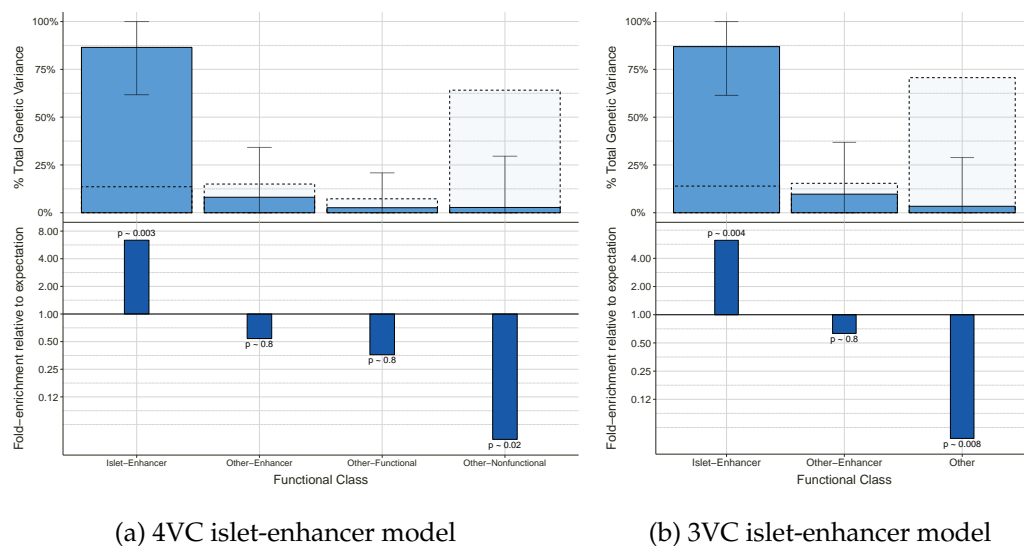 100%
75%
50%
25%
0%
% Total Genetic Variance
p ~ 0.003
p ~ 0.8
p ~ 0.8
p ~ 0.02
8.00
4.00
2.00
1.00
0.50
0.25
0.12
Fold−enrichment relative to expectation
Islet−Enhancer Other−Enhancer Other−Functional Other−Nonfunctional
Functional Class
(a) 4VC islet-enhancer model
100%
75%
50%
25%
0%
% Total Genetic Variance
p ~ 0.004
p ~ 0.8
p ~ 0.008
4.00
2.00
1.00
0.50
0.25
0.12
Fold−enrichment relative to expectation
Islet−Enhancer Other−Enhancer Other
Functional Class
(b) 3VC islet-enhancer model